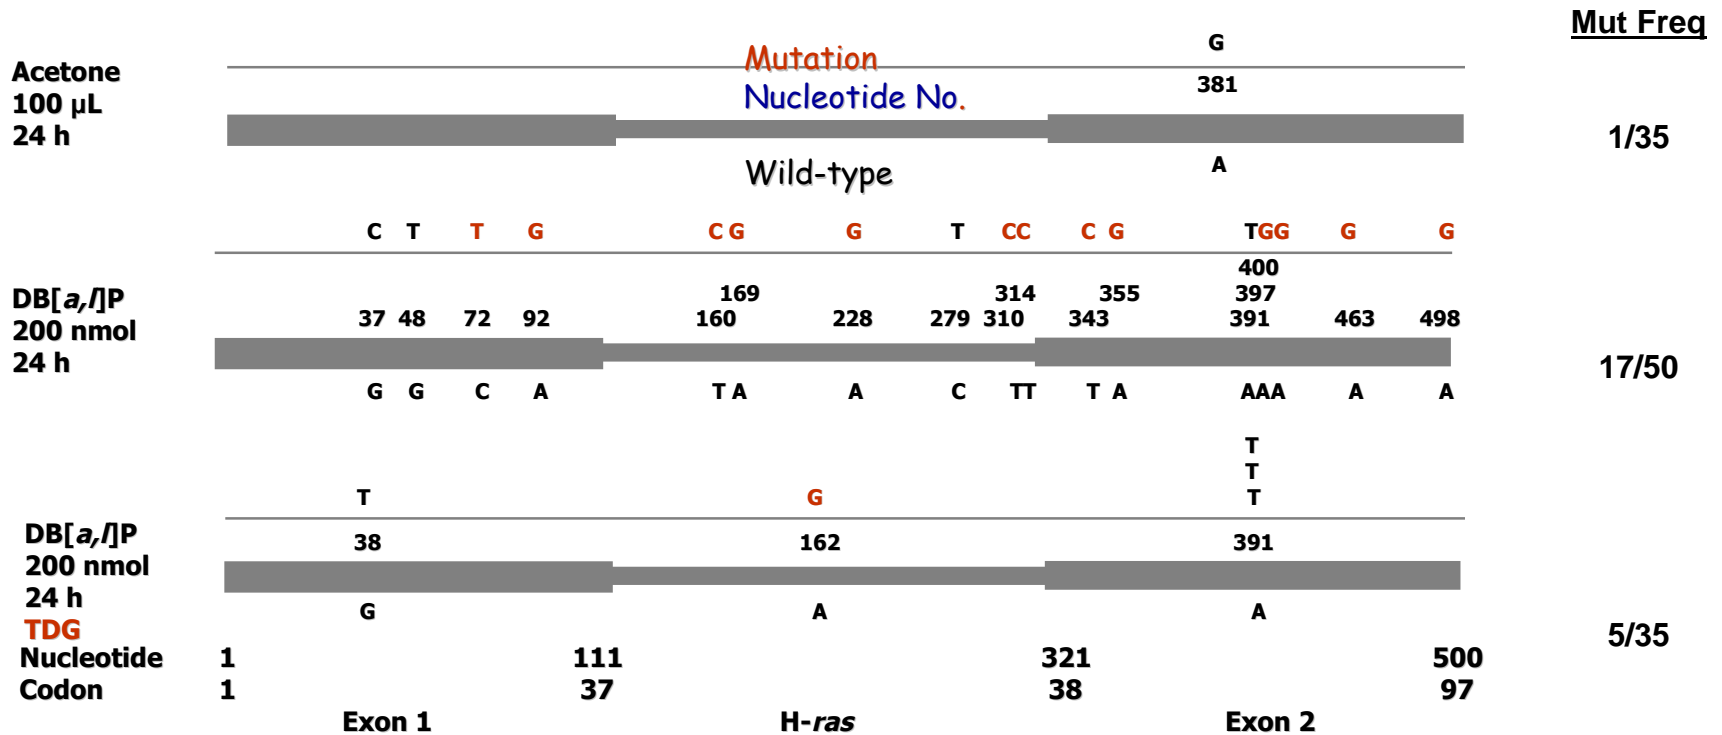 Mut Freq
G
Mutation
Acetone
100 µL
24 h
381
Nucleotide No.
1/35
A
Wild-type
C T T G C G G T CC C G TGG G G
400
169 314 355 397
37 48 72 92 160 228 279 310 343 391 463 498
DB[a,l]P
200 nmol
24 h
17/50
G G C A T A A C TT T A AAA A A
T
T
T G T
DB[a,l]P
200 nmol
24 h
TDG
38 162 391
G A A
5/35
Nucleotide 1 111 321 500
Codon 1 37 38 97
Exon 1 H-ras Exon 2